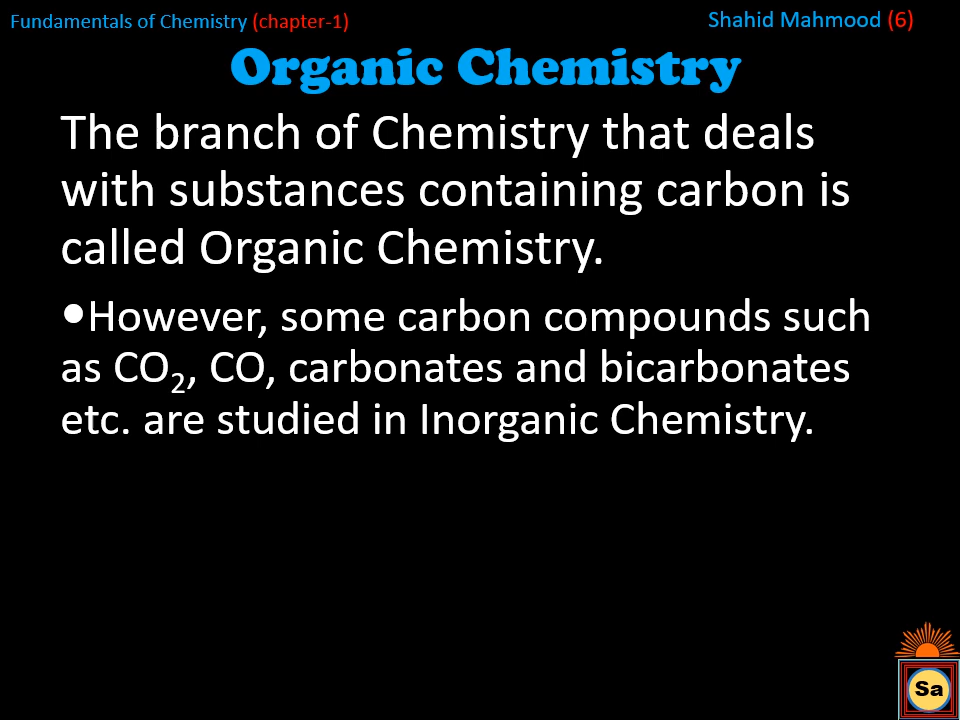 Fundamentals of Chemistry (chapter-1)
Shahid Mahmood (6)
Organic Chemistry
The branch of Chemistry that deals
with substances containing carbon is
called Organic Chemistry.
•However, some carbon compounds such
as CO₂, CO, carbonates and bicarbonates
etc. are studied in Inorganic Chemistry.
Sa